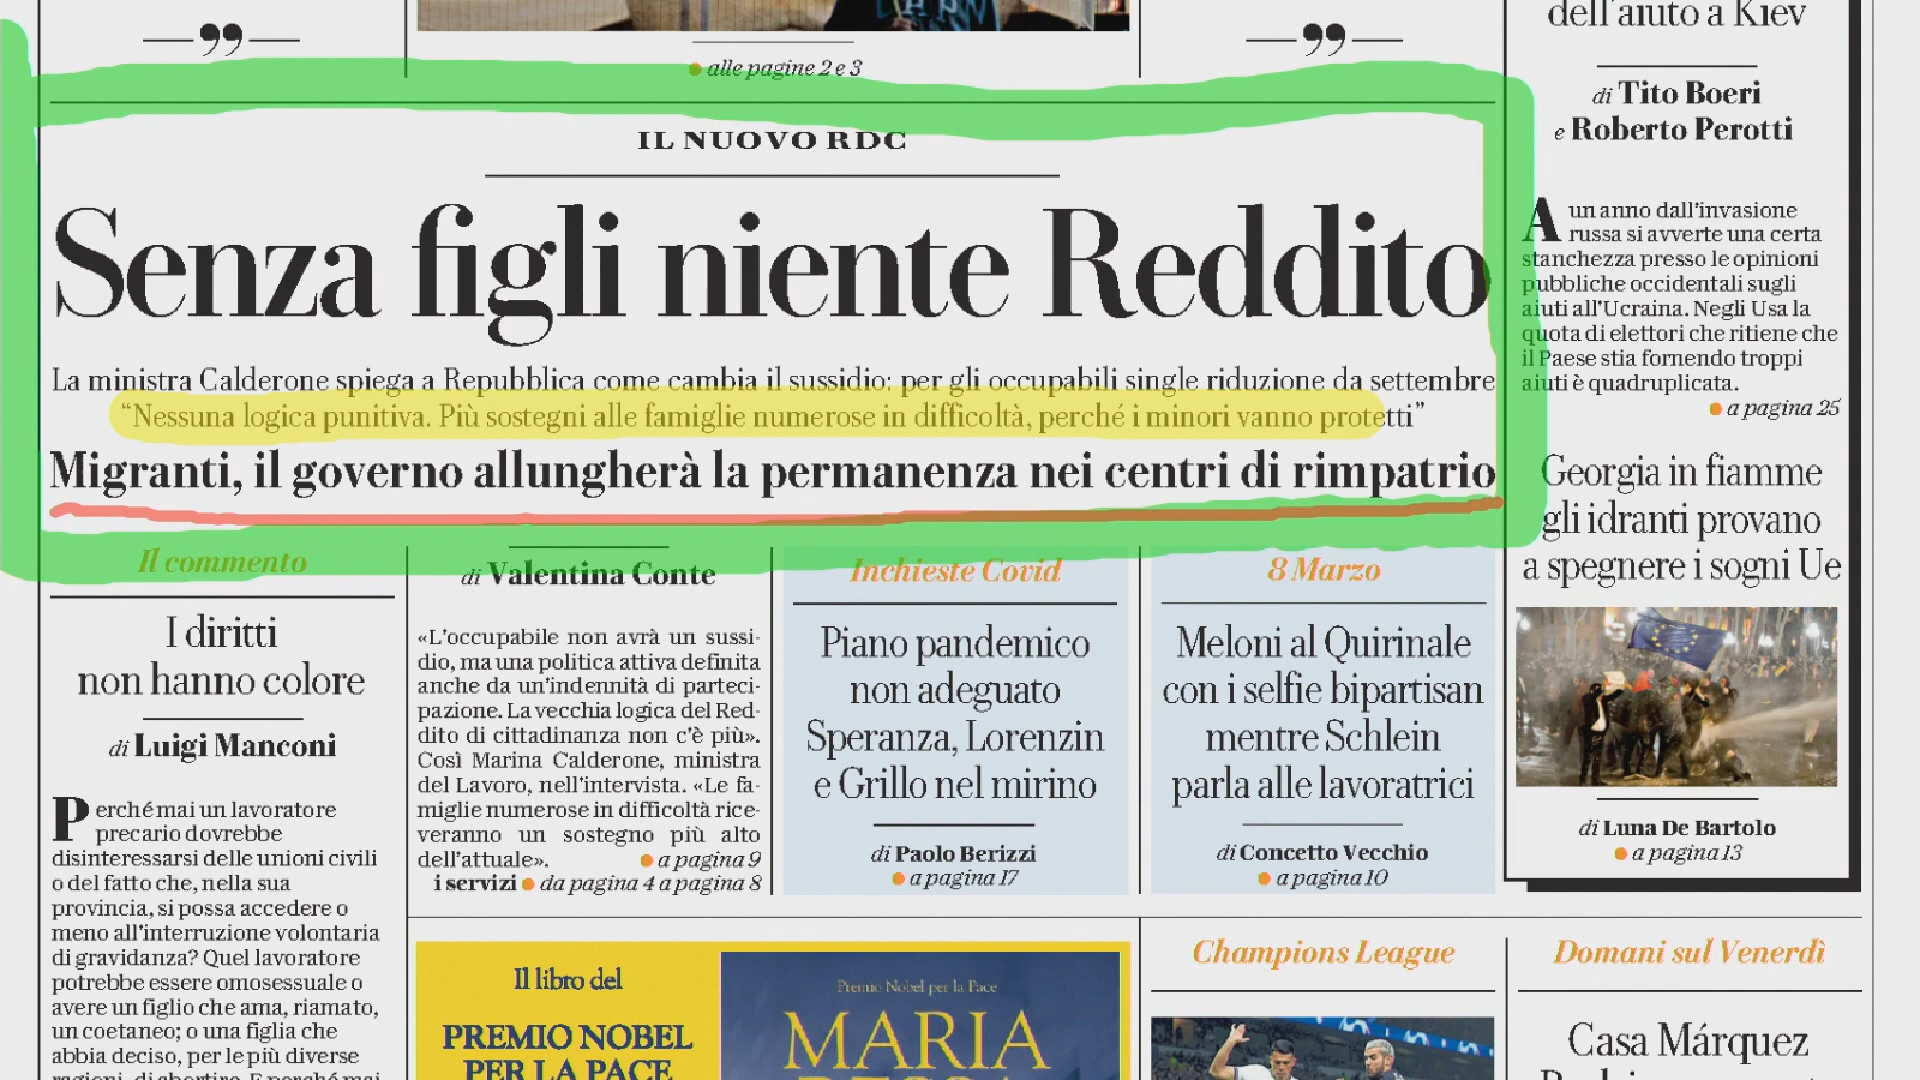 ”
alle pagine 2 e 3
”
IL NUOVO RDC
Senza figli niente Reddito
La ministra Calderone spiega a Repubblica come cambia il sussidio: per gli occupabili single riduzione da settembre
“Nessuna logica punitiva. Più sostegni alle famiglie numerose in difficoltà, perché i minori vanno protetti”
Migranti, il governo allungherà la permanenza nei centri di rimpatrio
Il commento
I diritti
non hanno colore
di Luigi Manconi
Perché mai un lavoratore
precario dovrebbe
disinteressarsi delle unioni civili
o del fatto che, nella sua
provincia, si possa accedere o
meno all'interruzione volontaria
di gravidanza? Quel lavoratore
potrebbe essere omosessuale o
avere un figlio che ama, riamato,
un coetaneo; o una figlia che
abbia deciso, per le più diverse
ragioni, di abortire. E perché mai
di Valentina Conte
«L'occupabile non avrà un sussi-
dio, ma una politica attiva definita
anche da un'indennità di parteci-
pazione. La vecchia logica del Red-
dito di cittadinanza non c'è più».
Così Marina Calderone, ministra
del Lavoro, nell'intervista. «Le fa-
miglie numerose in difficoltà rice-
veranno un sostegno più alto
dell'attuale». a pagina 9
i servizi da pagina 4 a pagina 8
Inchieste Covid
Piano pandemico
non adeguato
Speranza, Lorenzin
e Grillo nel mirino
di Paolo Berizzi
a pagina 17
8 Marzo
Meloni al Quirinale
con i selfie bipartisan
mentre Schlein
parla alle lavoratrici
di Concetto Vecchio
a pagina 10
dell'aiuto a Kiev
di Tito Boeri
e Roberto Perotti
A un anno dall'invasione
russa si avverte una certa
stanchezza presso le opinioni
pubbliche occidentali sugli
aiuti all'Ucraina. Negli Usa la
quota di elettori che ritiene che
il Paese stia fornendo troppi
aiuti è quadruplicata.
a pagina 25
Georgia in fiamme
gli idranti provano
a spegnere i sogni Ue
di Luna De Bartolo
a pagina 13
Il libro del
PREMIO NOBEL
PER LA PACE
Premio Nobel per la Pace
MARIA
RESSA
Champions League
Domani sul Venerdì
Casa Márquez